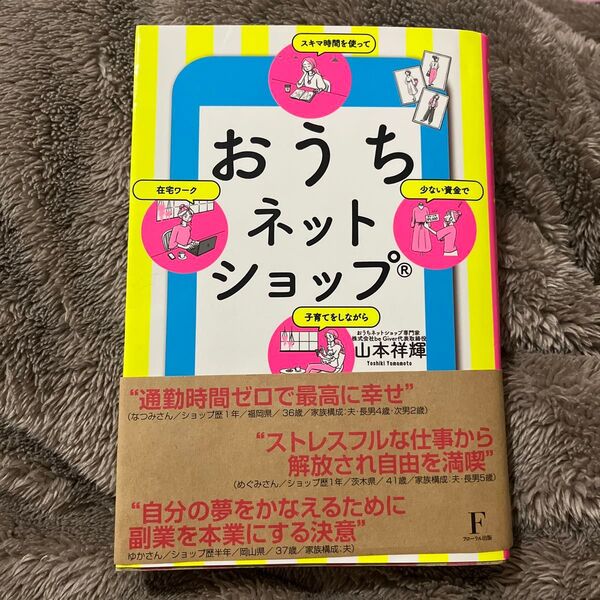 スキマ時間を使って
おうち
在宅ワーク
少ない資金で
ネット
ショップ®
子育てをしながら
おうちネットショップ専門家
株式会社be Giver代表取締役
山本祥輝
Yoshiki Yamamoto
“通勤時間ゼロで最高に幸せ”
(なつみさん／ショップ歴1年／福岡県／36歳／家族構成:夫・長男4歳・次男2歳)
“ストレスフルな仕事から
解放され自由を満喫”
(めぐみさん／ショップ歴1年／茨木県／41歳／家族構成:夫・長男5歳)
“自分の夢をかなえるために
副業を本業にする決意”
ゆかさん／ショップ歴半年／岡山県／37歳／家族構成:夫)
F
フローラル出版